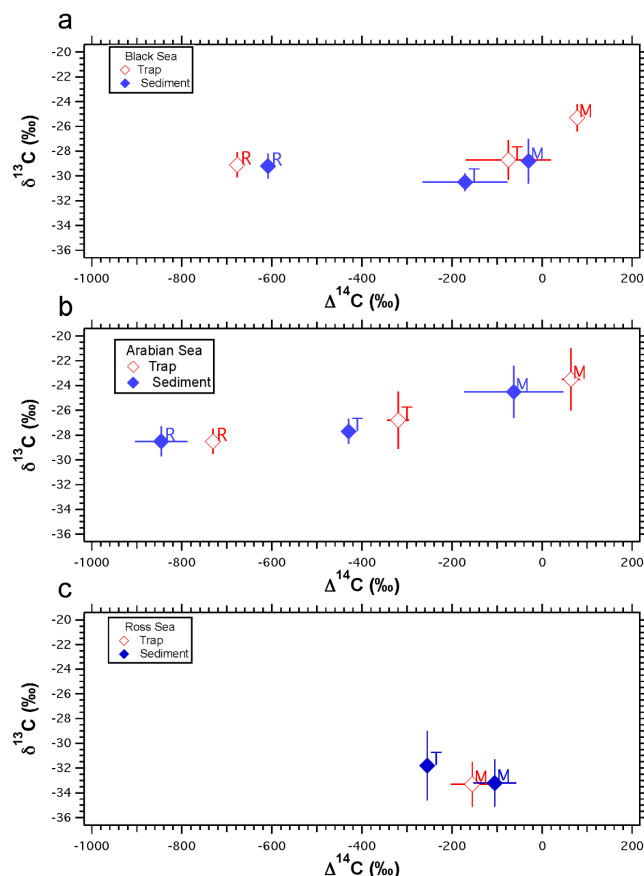 a
Black Sea
Trap
Sediment
-20
-22
-24
-26
-28
-30
-32
-34
-36
δ13C (‰)
R
R
T
T
M
M
-1000
-800
-600
-400
-200
0
200
Δ14C (‰)
b
Arabian Sea
Trap
Sediment
-20
-22
-24
-26
-28
-30
-32
-34
-36
δ13C (‰)
R
R
T
T
M
M
-1000
-800
-600
-400
-200
0
200
Δ14C (‰)
c
Ross Sea
Trap
Sediment
-20
-22
-24
-26
-28
-30
-32
-34
-36
δ13C (‰)
T
M
M
-1000
-800
-600
-400
-200
0
200
Δ14C (‰)